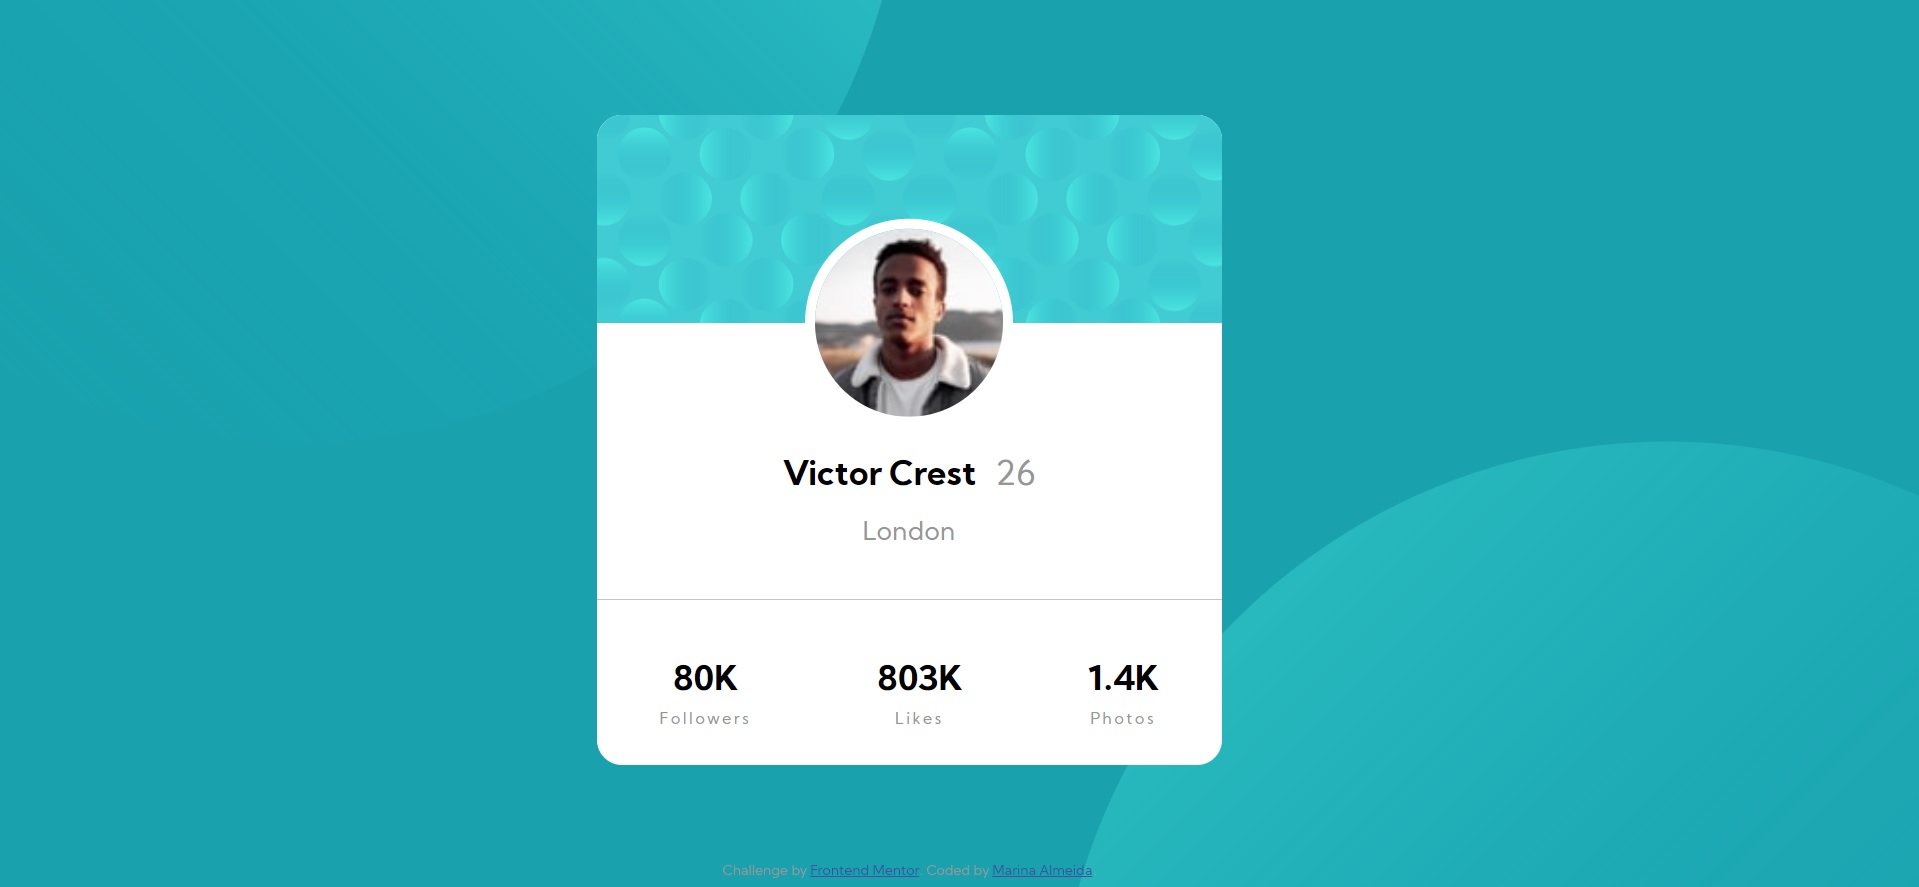 Victor Crest 26
London
80K 803K 1.4K
Followers Likes Photos
Challenge by Frontend Mentor. Coded by Marina Almeida